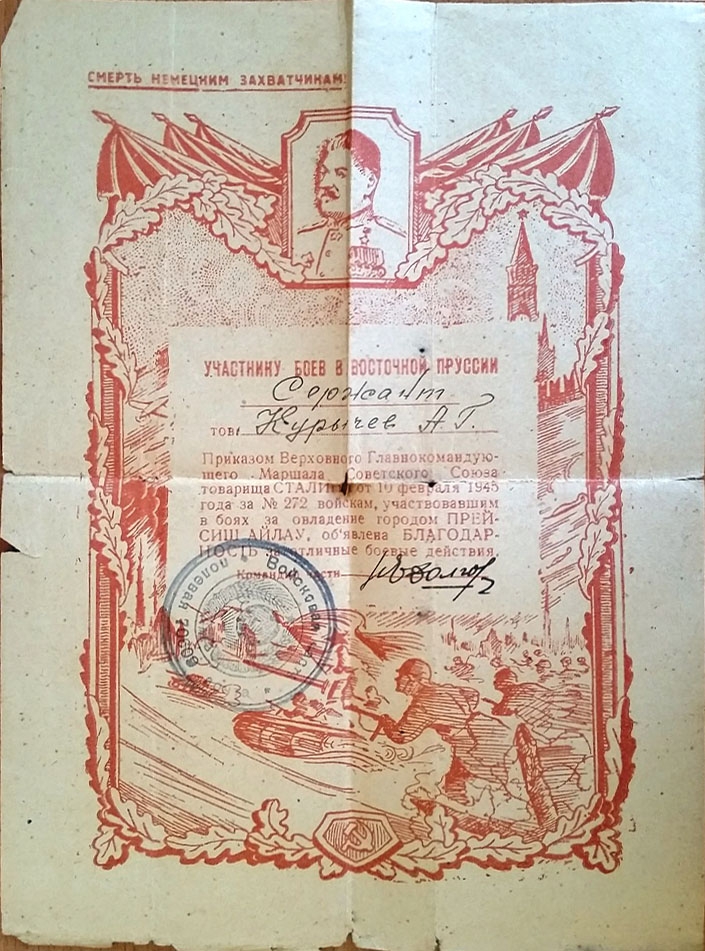 СМЕРТЬ НЕМЕЦКИМ ЗАХВАТЧИКАМ!
УЧАСТНИКУ БОЕВ В ВОСТОЧНОЙ ПРУССИИ
Сержант
тов. Курычев А.Г.
Приказом Верховного Главнокомандую-
щего Маршала Советского Союза
товарища СТАЛИНА от 10 февраля 1945
года за № 272 войскам, участвовавшим
в боях за овладение городом ПРЕЙ-
СИШ-АЙЛАУ, об'явлена БЛАГОДАР-
НОСТЬ за отличные боевые действия.
Командир части
Войсковая часть
полевая почта